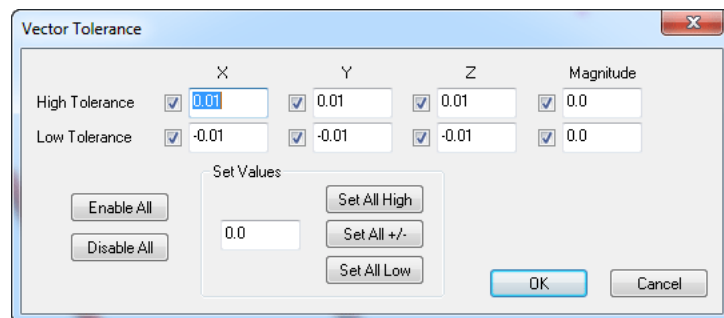 Vector Tolerance
X Y Z Magnitude
High Tolerance 0.01 0.01 0.01 0.0
Low Tolerance -0.01 -0.01 -0.01 0.0
Set Values
Enable All
Disable All
0.0
Set All High
Set All +/-
Set All Low
OK Cancel